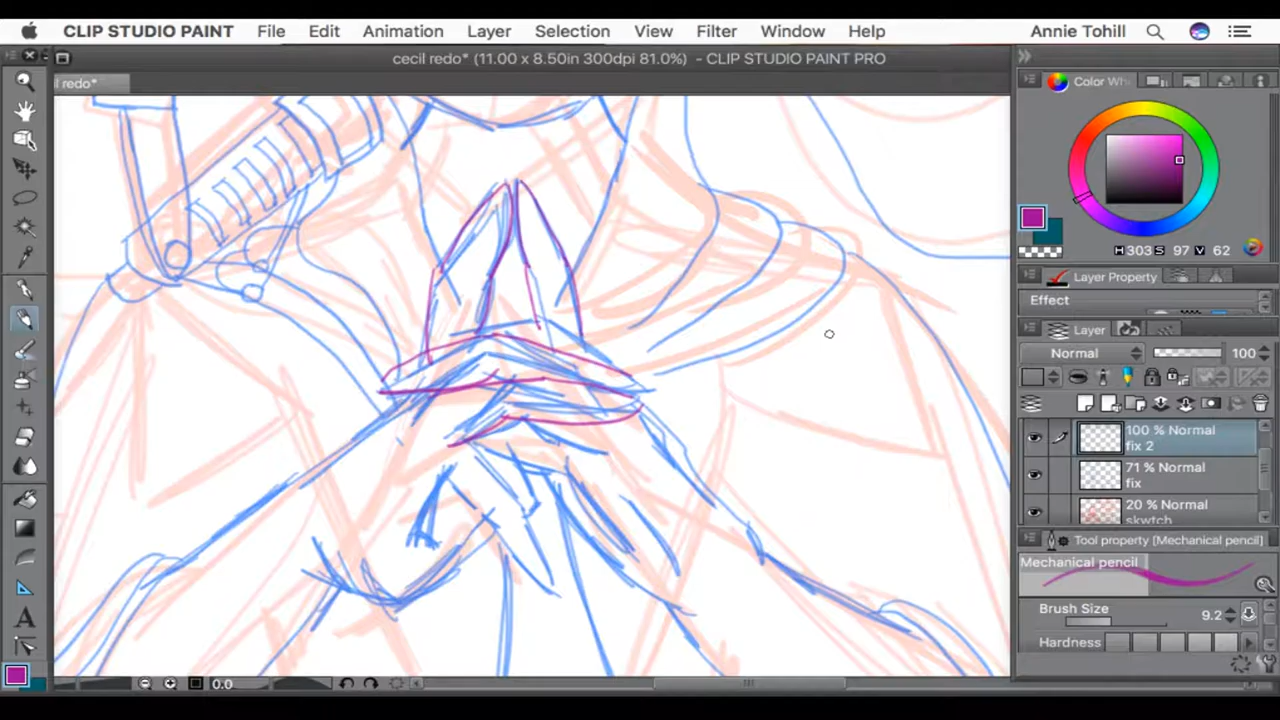 CLIP STUDIO PAINT File Edit Animation Layer Selection View Filter Window Help Annie Tohill
cecil redo* (11.00 x 8.50in 300dpi 81.0%) - CLIP STUDIO PAINT PRO
l redo*
Color Whe
H 303 S 97 V 62
Layer Property
Effect
Layer
Normal 100
100 % Normal
fix 2
71 % Normal
fix
20 % Normal
skwtch
Tool property [Mechanical pencil]
Mechanical pencil
Brush Size 9.2
Hardness
A
0.0